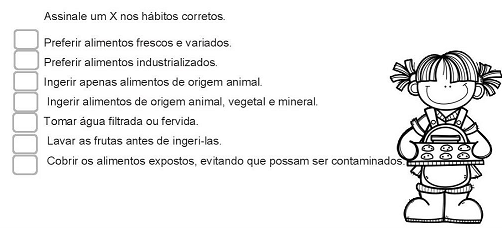 Assinale um X nos hábitos corretos.
Preferir alimentos frescos e variados.
Preferir alimentos industrializados.
Ingerir apenas alimentos de origem animal.
Ingerir alimentos de origem animal, vegetal e mineral.
Tomar água filtrada ou fervida.
Lavar as frutas antes de ingeri-las.
Cobrir os alimentos expostos, evitando que possam ser contaminados.